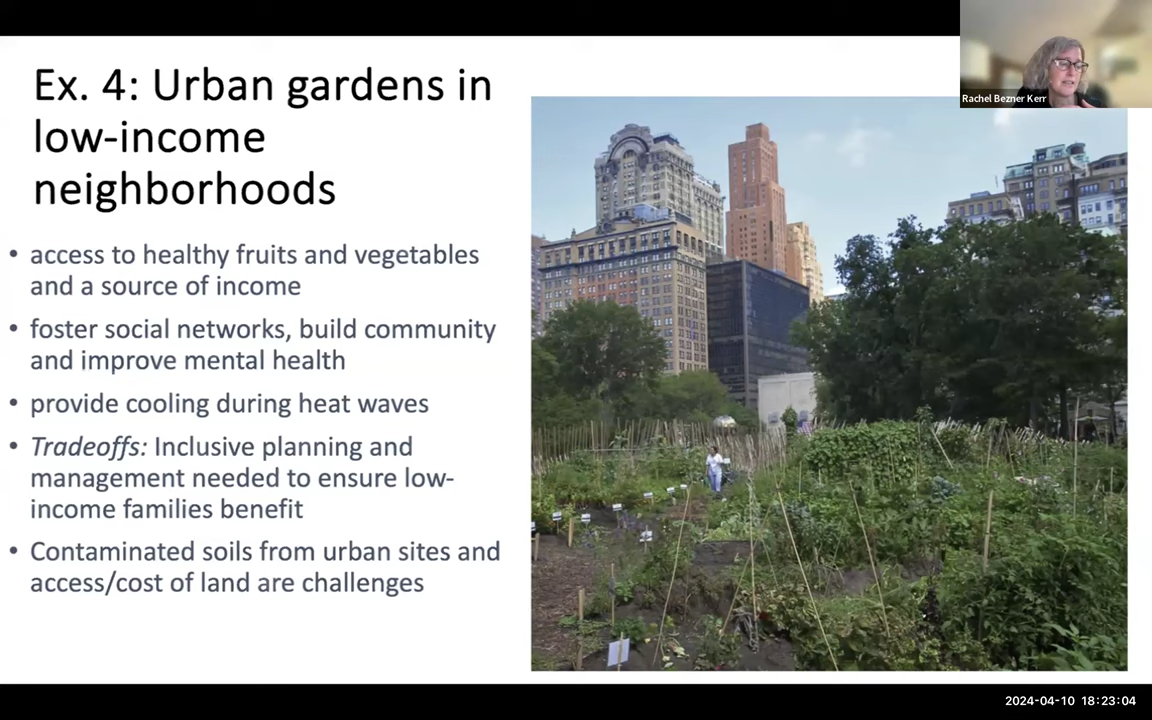 Ex. 4: Urban gardens in
low-income
neighborhoods
• access to healthy fruits and vegetables
and a source of income
• foster social networks, build community
and improve mental health
• provide cooling during heat waves
• Tradeoffs: Inclusive planning and
management needed to ensure low-
income families benefit
• Contaminated soils from urban sites and
access/cost of land are challenges
Rachel Bezner Kerr
2024-04-10 18:23:04